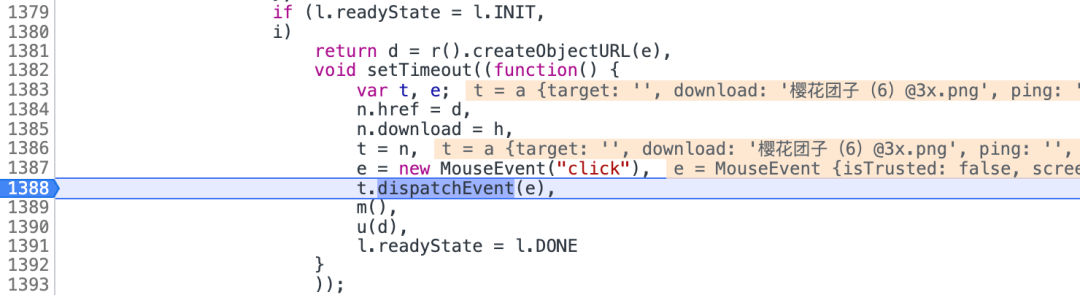 1379 if (l.readyState = l.INIT,
1380 i)
1381 return d = r().createObjectURL(e),
1382 void setTimeout((function() {
1383 var t, e; t = a {target: '', download: '樱花团子（6）@3x.png', ping: '
1384 n.href = d,
1385 n.download = h,
1386 t = n, t = a {target: '', download: '樱花团子（6）@3x.png', ping: '',
1387 e = new MouseEvent("click"), e = MouseEvent {isTrusted: false, scree
1388 t.dispatchEvent(e),
1389 m(),
1390 u(d),
1391 l.readyState = l.DONE
1392 }
1393 ));